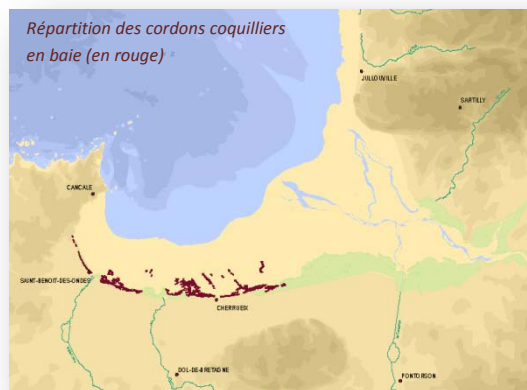 Répartition des cordons coquilliers
en baie (en rouge)
JULLOUVILLE
SARTILLY
CANCALE
SAINT-BENOIT-DES-ONDES
CHERRUEIX
DOL-DE-BRETAGNE
PONTORSON